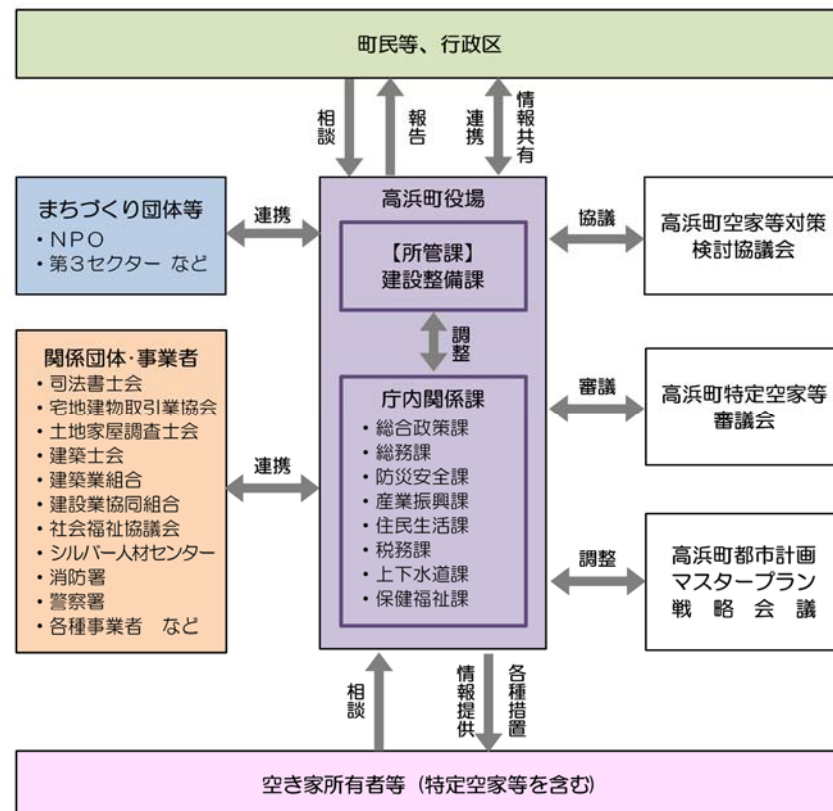 町民等、行政区
相談
報告
連携
情報共有
まちづくり団体等
・NPO
・第3セクター など
連携
高浜町役場
【所管課】
建設整備課
調整
庁内関係課
・総合政策課
・総務課
・防災安全課
・産業振興課
・住民生活課
・税務課
・上下水道課
・保健福祉課
協議
高浜町空家等対策
検討協議会
関係団体・事業者
・司法書士会
・宅地建物取引業協会
・土地家屋調査士会
・建築士会
・建築業組合
・建設業協同組合
・社会福祉協議会
・シルバー人材センター
・消防署
・警察署
・各種事業者 など
連携
審議
高浜町特定空家等
審議会
調整
高浜町都市計画
マスタープラン
戦 略 会 議
相談
情報提供
各種措置
空き家所有者等（特定空家等を含む）